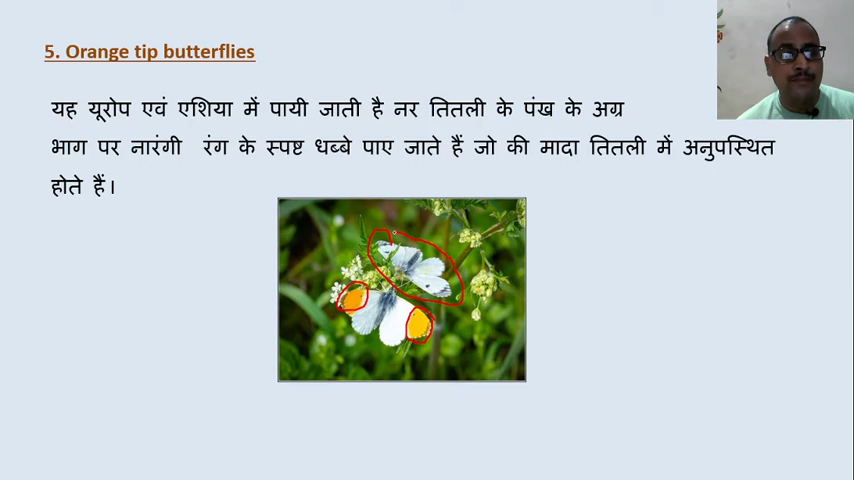 5. Orange tip butterflies
यह यूरोप एवं एशिया में पायी जाती है नर तितली के पंख के अग्र
भाग पर नारंगी रंग के स्पष्ट धब्बे पाए जाते हैं जो की मादा तितली में अनुपस्थित
होते हैं।